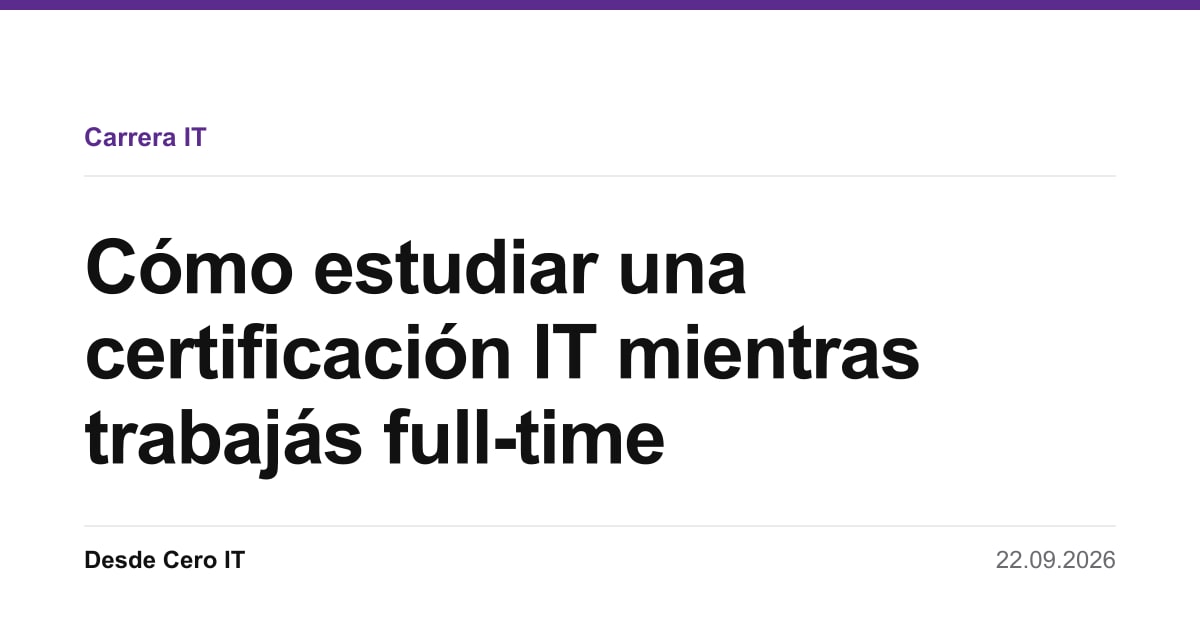 Carrera IT
Cómo estudiar una
certificación IT mientras
trabajás full-time
Desde Cero IT
22.09.2026